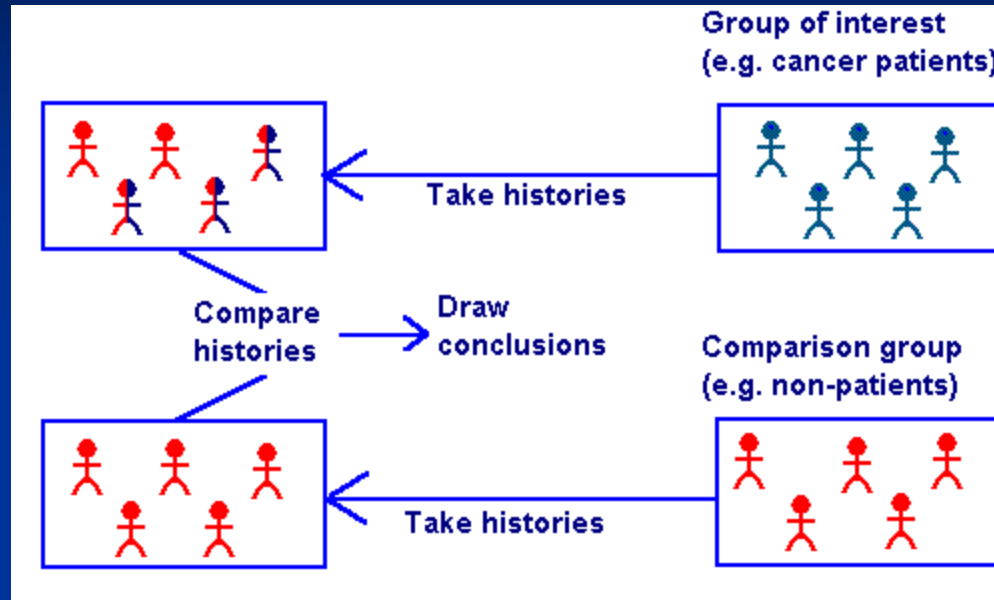 Group of interest
(e.g. cancer patients)
Take histories
Compare
histories
Draw
conclusions
Comparison group
(e.g. non-patients)
Take histories